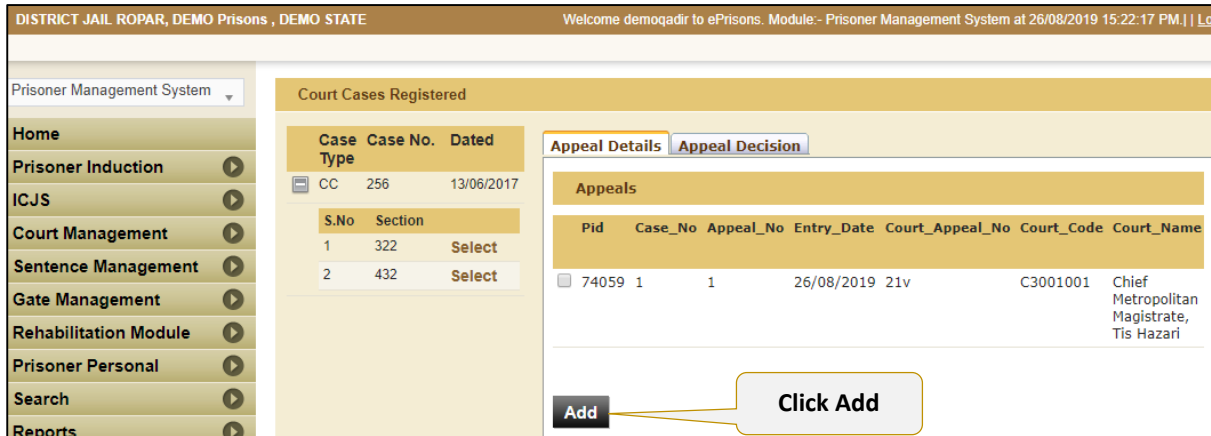 DISTRICT JAIL ROPAR, DEMO Prisons , DEMO STATE
Welcome demoqadir to ePrisons. Module:- Prisoner Management System at 26/08/2019 15:22:17 PM.| |
Prisoner Management System
Home
Prisoner Induction
ICJS
Court Management
Sentence Management
Gate Management
Rehabilitation Module
Prisoner Personal
Search
Reports
Court Cases Registered
Case Type Case No. Dated
CC 256 13/06/2017
S.No Section
1 322 Select
2 432 Select
Appeal Details Appeal Decision
Appeals
Pid Case_No Appeal_No Entry_Date Court_Appeal_No Court_Code Court_Name
74059 1 1 26/08/2019 21v C3001001 Chief
Metropolitan
Magistrate,
Tis Hazari
Add
Click Add